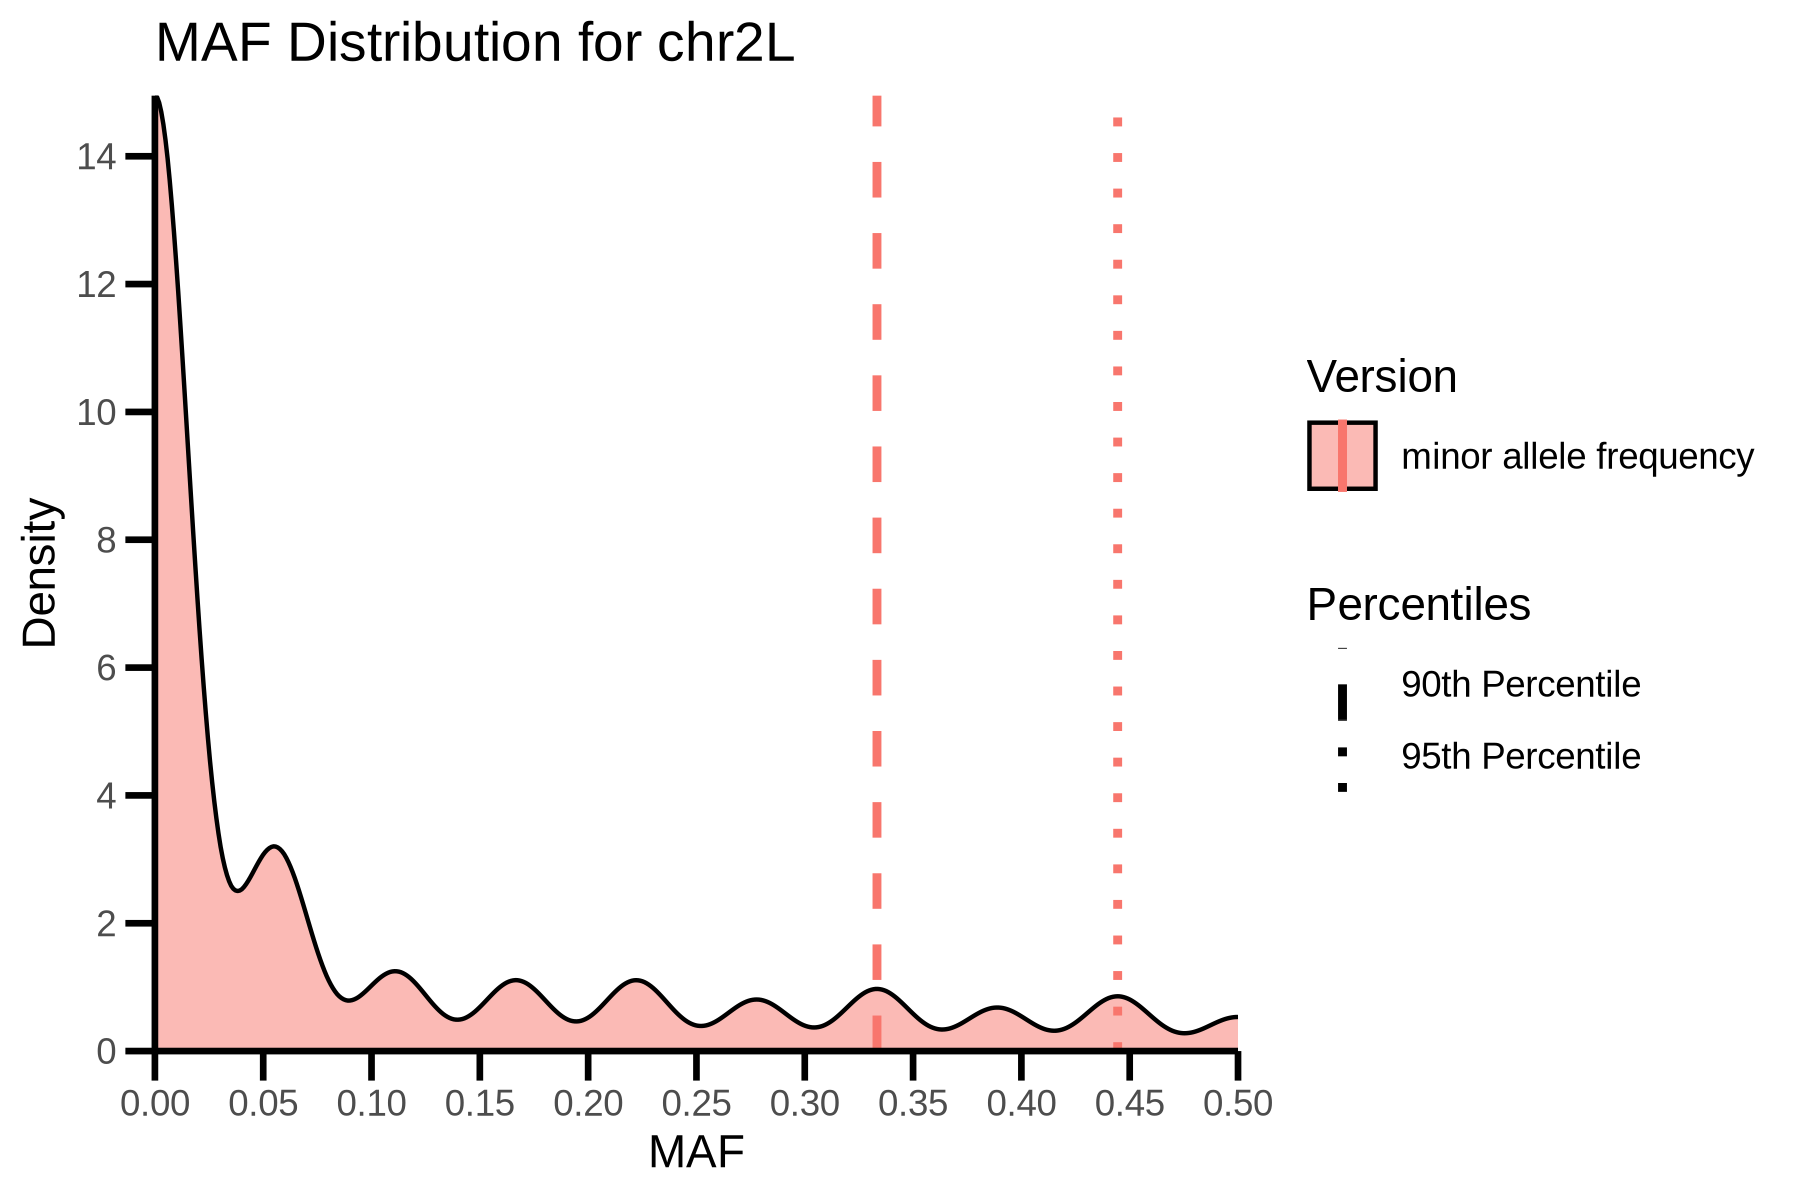 MAF Distribution for chr2L
14
12
10
8
6
4
2
0
Density
0.00 0.05 0.10 0.15 0.20 0.25 0.30 0.35 0.40 0.45 0.50
MAF
Version
minor allele frequency
Percentiles
90th Percentile
95th Percentile